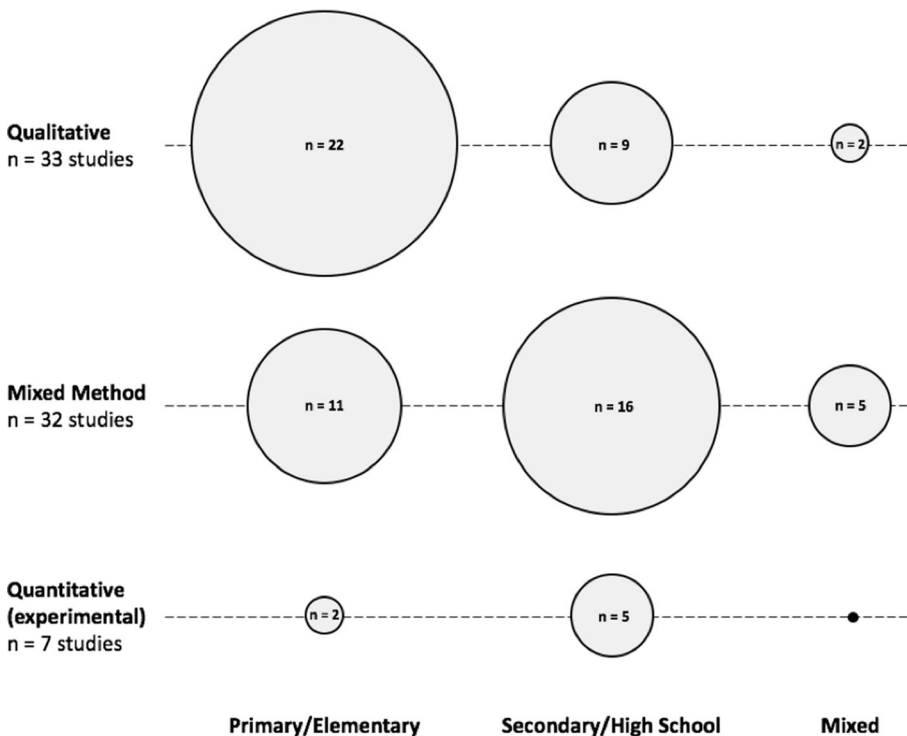 Qualitative
n = 33 studies
n = 22
n = 9
n = 2
Mixed Method
n = 32 studies
n = 11
n = 16
n = 5
Quantitative
(experimental)
n = 7 studies
n = 2
n = 5
Primary/Elementary
Secondary/High School
Mixed